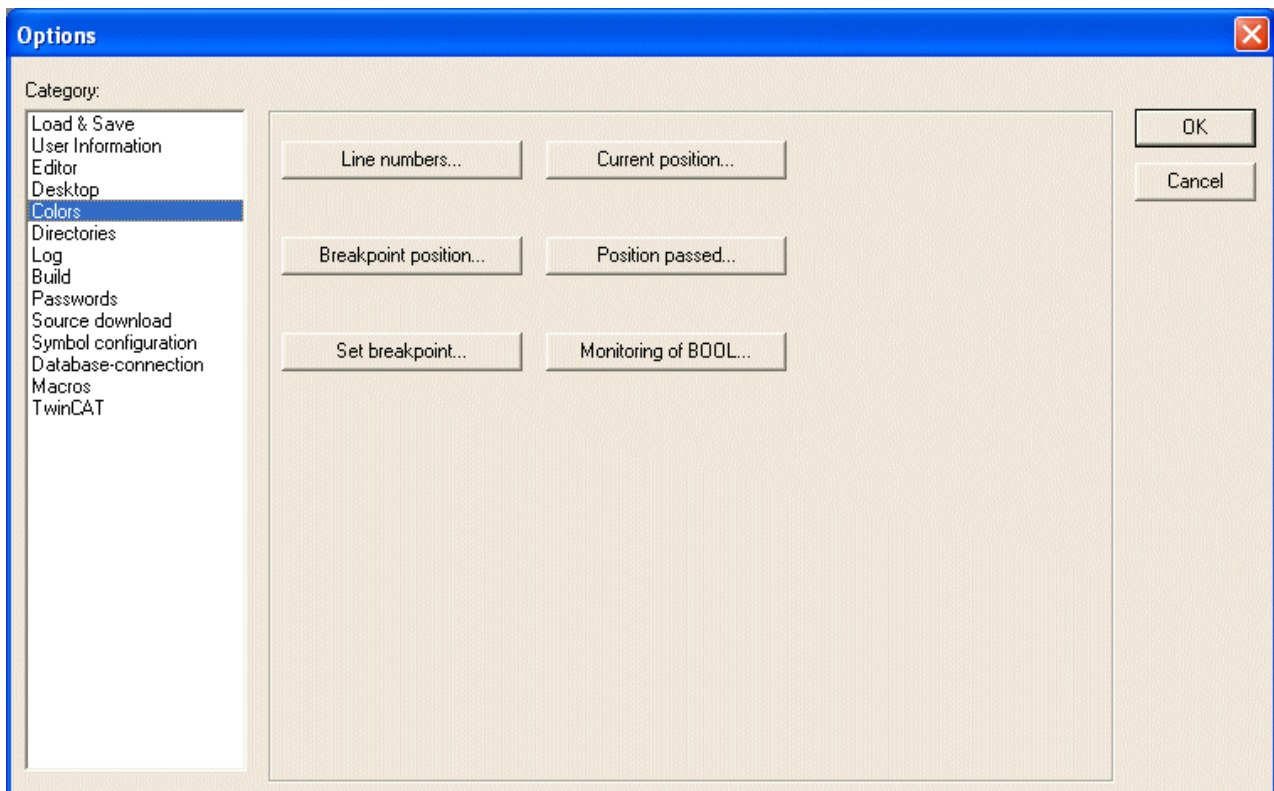 Options
Category:
Load & Save
User Information
Editor
Desktop
Colors
Directories
Log
Build
Passwords
Source download
Symbol configuration
Database-connection
Macros
TwinCAT
Line numbers...
Current position...
Breakpoint position...
Position passed...
Set breakpoint...
Monitoring of BOOL...
OK
Cancel